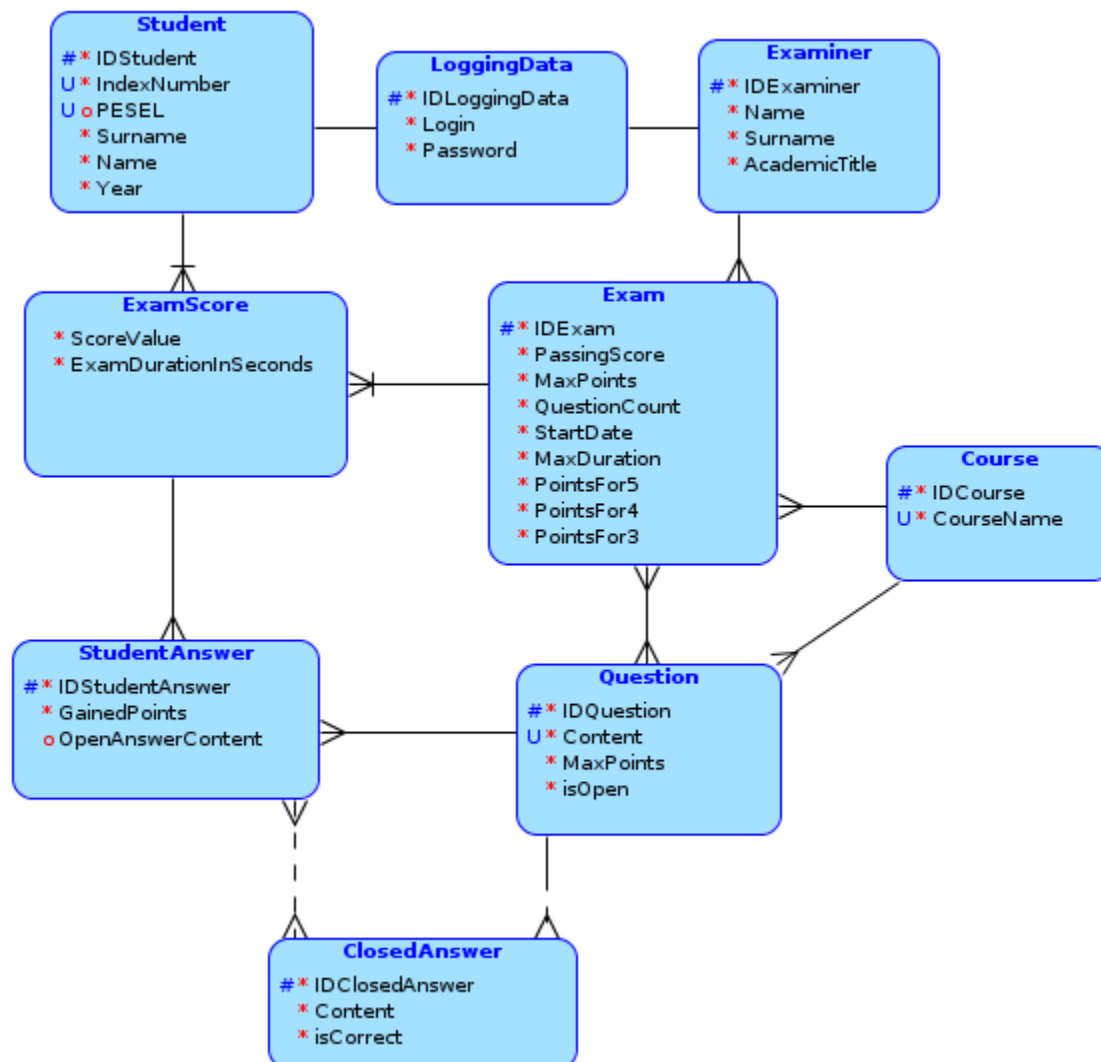 Student
# * IDStudent
U * IndexNumber
U o PESEL
* Surname
* Name
* Year
LoggingData
# * IDLoggingData
* Login
* Password
Examiner
# * IDExaminer
* Name
* Surname
* AcademicTitle
ExamScore
* ScoreValue
* ExamDurationInSeconds
Exam
# * IDExam
* PassingScore
* MaxPoints
* QuestionCount
* StartDate
* MaxDuration
* PointsFor5
* PointsFor4
* PointsFor3
Course
# * IDCourse
U * CourseName
StudentAnswer
# * IDStudentAnswer
* GainedPoints
o OpenAnswerContent
Question
# * IDQuestion
U * Content
* MaxPoints
* isOpen
ClosedAnswer
# * IDClosedAnswer
* Content
* isCorrect